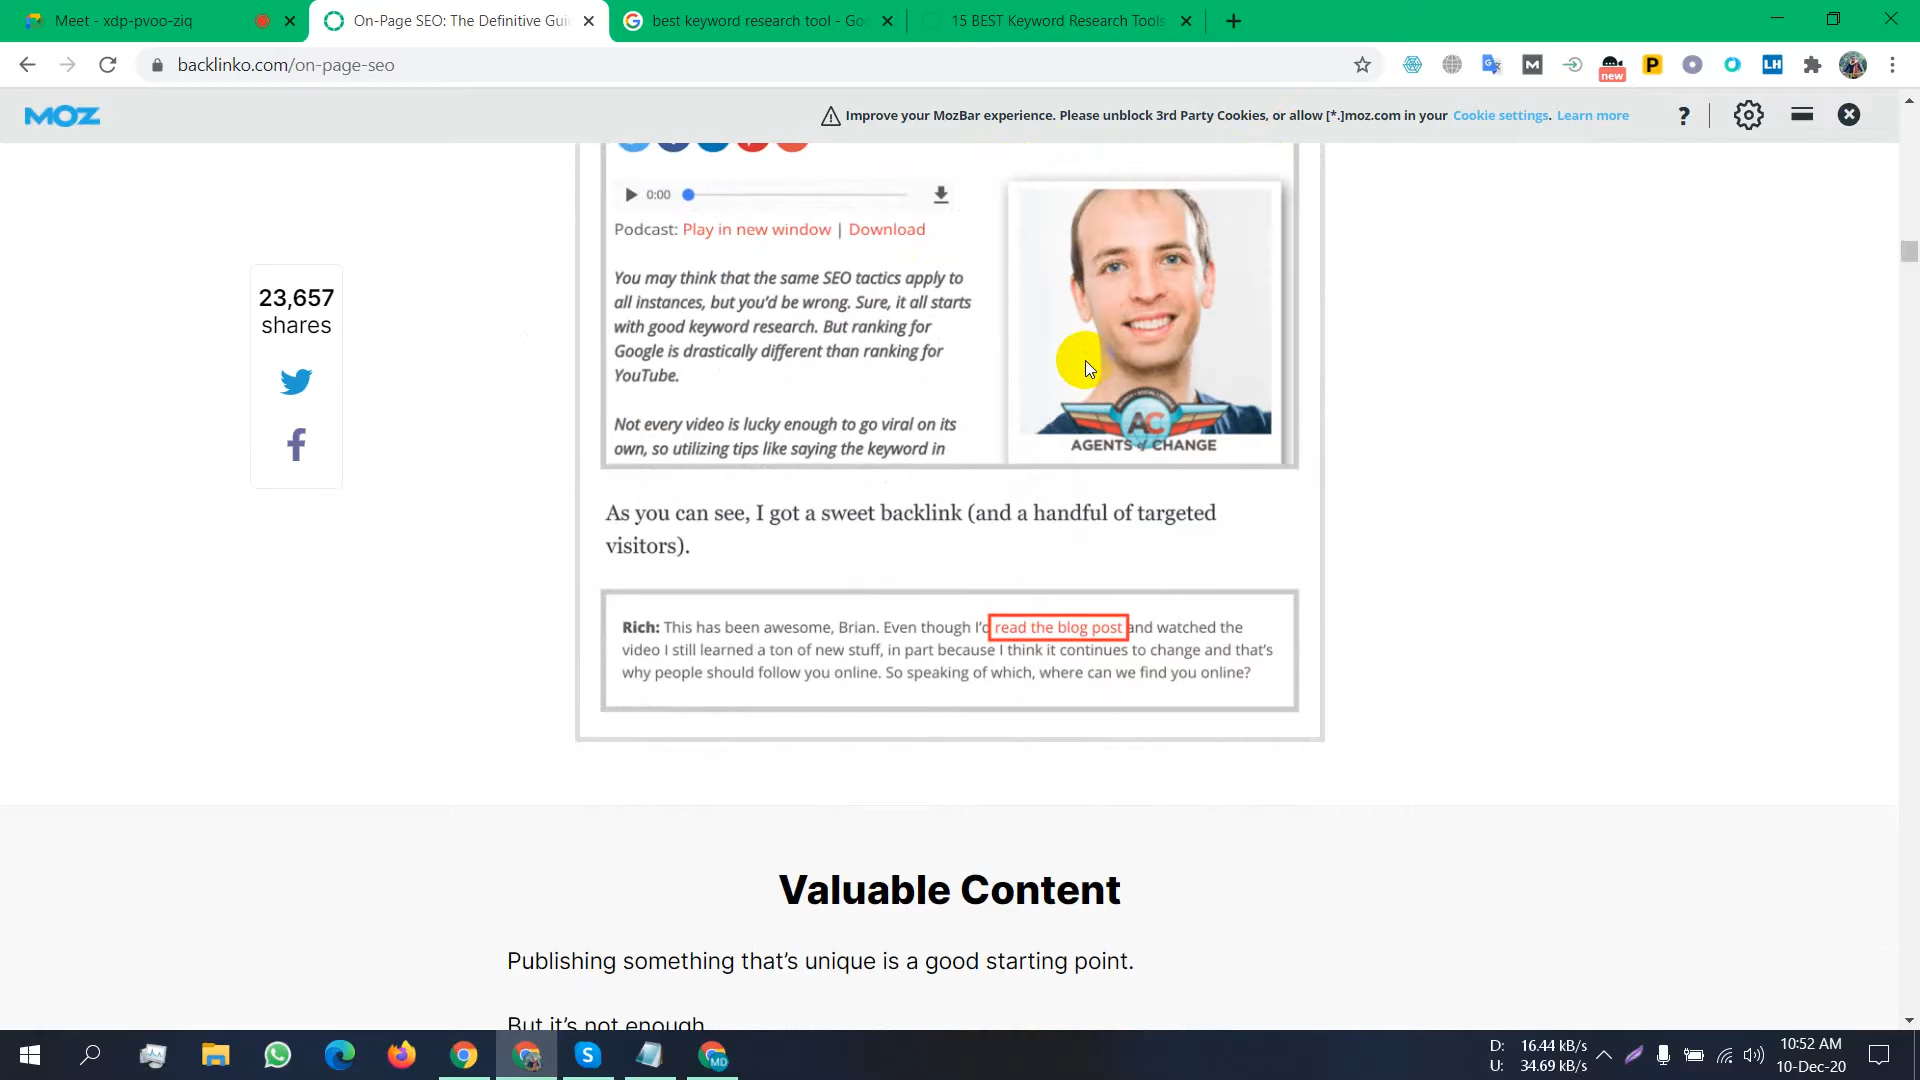 Meet - xdp-pvoo-ziq
On-Page SEO: The Definitive Gui
best keyword research tool - Goo
15 BEST Keyword Research Tools
backlinko.com/on-page-seo
new
P
LH
MOZ
Improve your MozBar experience. Please unblock 3rd Party Cookies, or allow [*.]moz.com in your Cookie settings. Learn more
?
0:00
Podcast: Play in new window | Download
You may think that the same SEO tactics apply to
all instances, but you'd be wrong. Sure, it all starts
with good keyword research. But ranking for
Google is drastically different than ranking for
YouTube.
Not every video is lucky enough to go viral on its
own, so utilizing tips like saying the keyword in
AC
AGENTS of CHANGE
23,657
shares
As you can see, I got a sweet backlink (and a handful of targeted
visitors).
Rich: This has been awesome, Brian. Even though I'd read the blog post and watched the
video I still learned a ton of new stuff, in part because I think it continues to change and that's
why people should follow you online. So speaking of which, where can we find you online?
Valuable Content
Publishing something that's unique is a good starting point.
But it's not enough.
MD
D: 16.44 kB/s
U: 34.69 kB/s
10:52 AM
10-Dec-20